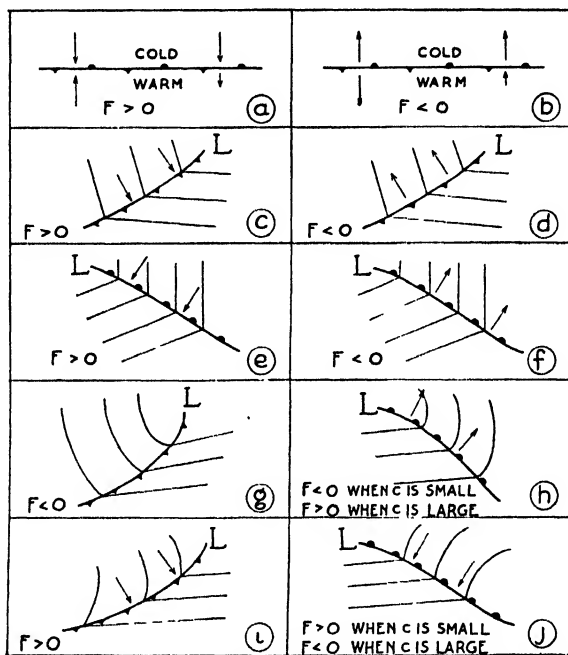 COLD
WARM
F > 0
ⓐ
COLD
WARM
F < 0
ⓑ
L
F > 0
ⓒ
L
F < 0
ⓓ
L
F > 0
ⓔ
L
F < 0
ⓕ
L
F < 0
ⓖ
L
F < 0 WHEN C IS SMALL
F > 0 WHEN C IS LARGE
ⓗ
L
F > 0
ⓘ
L
F > 0 WHEN C IS SMALL
F < 0 WHEN C IS LARGE
ⓙ